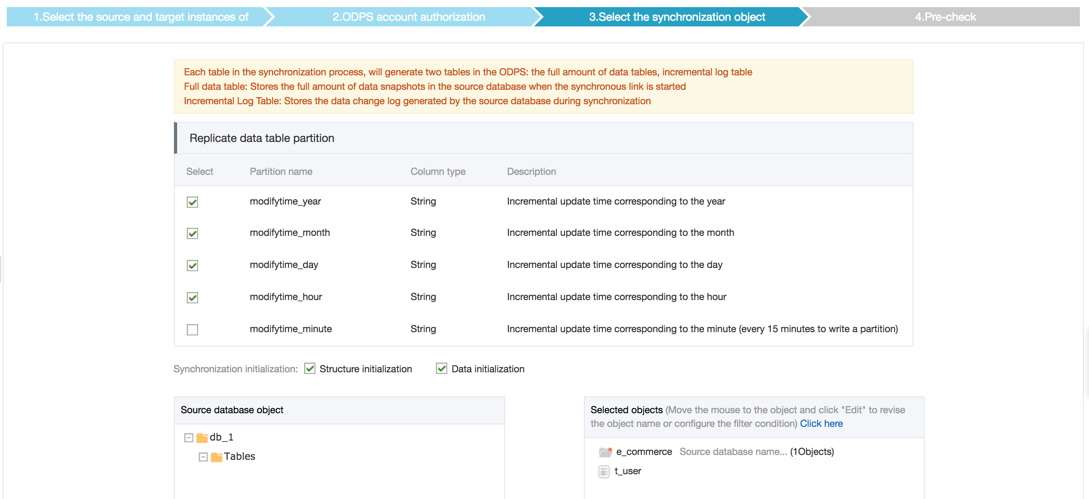 1.Select the source and target instances of
2.ODPS account authorization
3.Select the synchronization object
4.Pre-check
Each table in the synchronization process, will generate two tables in the ODPS: the full amount of data tables, incremental log table
Full data table: Stores the full amount of data snapshots in the source database when the synchronous link is started
Incremental Log Table: Stores the data change log generated by the source database during synchronization
Replicate data table partition
Select Partition name Column type Description
modifytime_year String Incremental update time corresponding to the year
modifytime_month String Incremental update time corresponding to the month
modifytime_day String Incremental update time corresponding to the day
modifytime_hour String Incremental update time corresponding to the hour
modifytime_minute String Incremental update time corresponding to the minute (every 15 minutes to write a partition)
Synchronization initialization: Structure initialization Data initialization
Source database object
db_1
Tables
Selected objects (Move the mouse to the object and click "Edit" to revise
the object name or configure the filter condition) Click here
e_commerce Source database name... (1Objects)
t_user